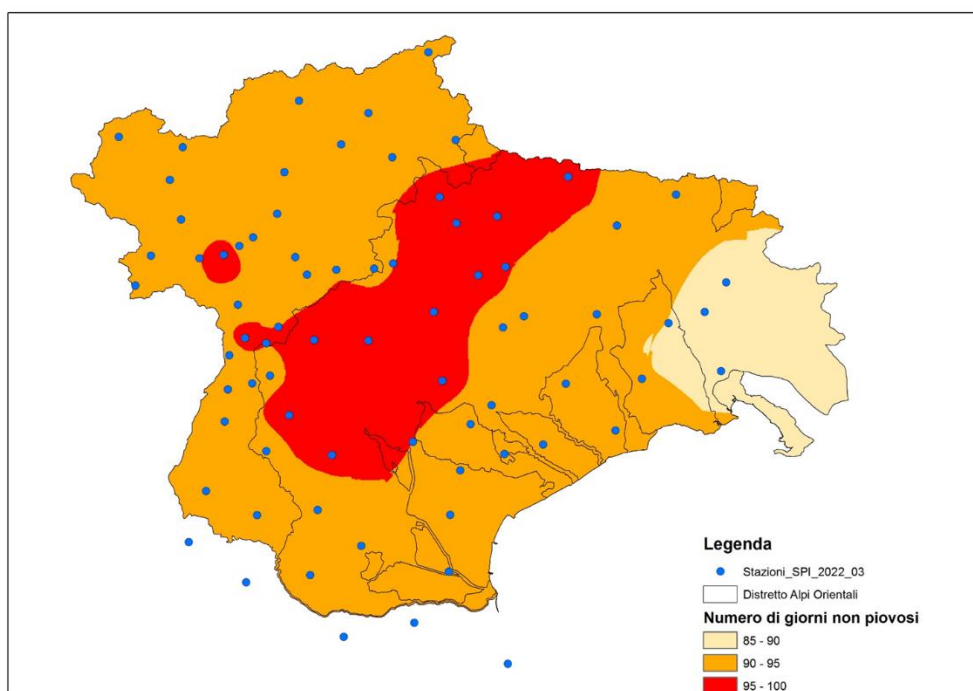 Legenda
Stazioni_SPI_2022_03
Distretto Alpi Orientali
Numero di giorni non piovosi
85 - 90
90 - 95
95 - 100